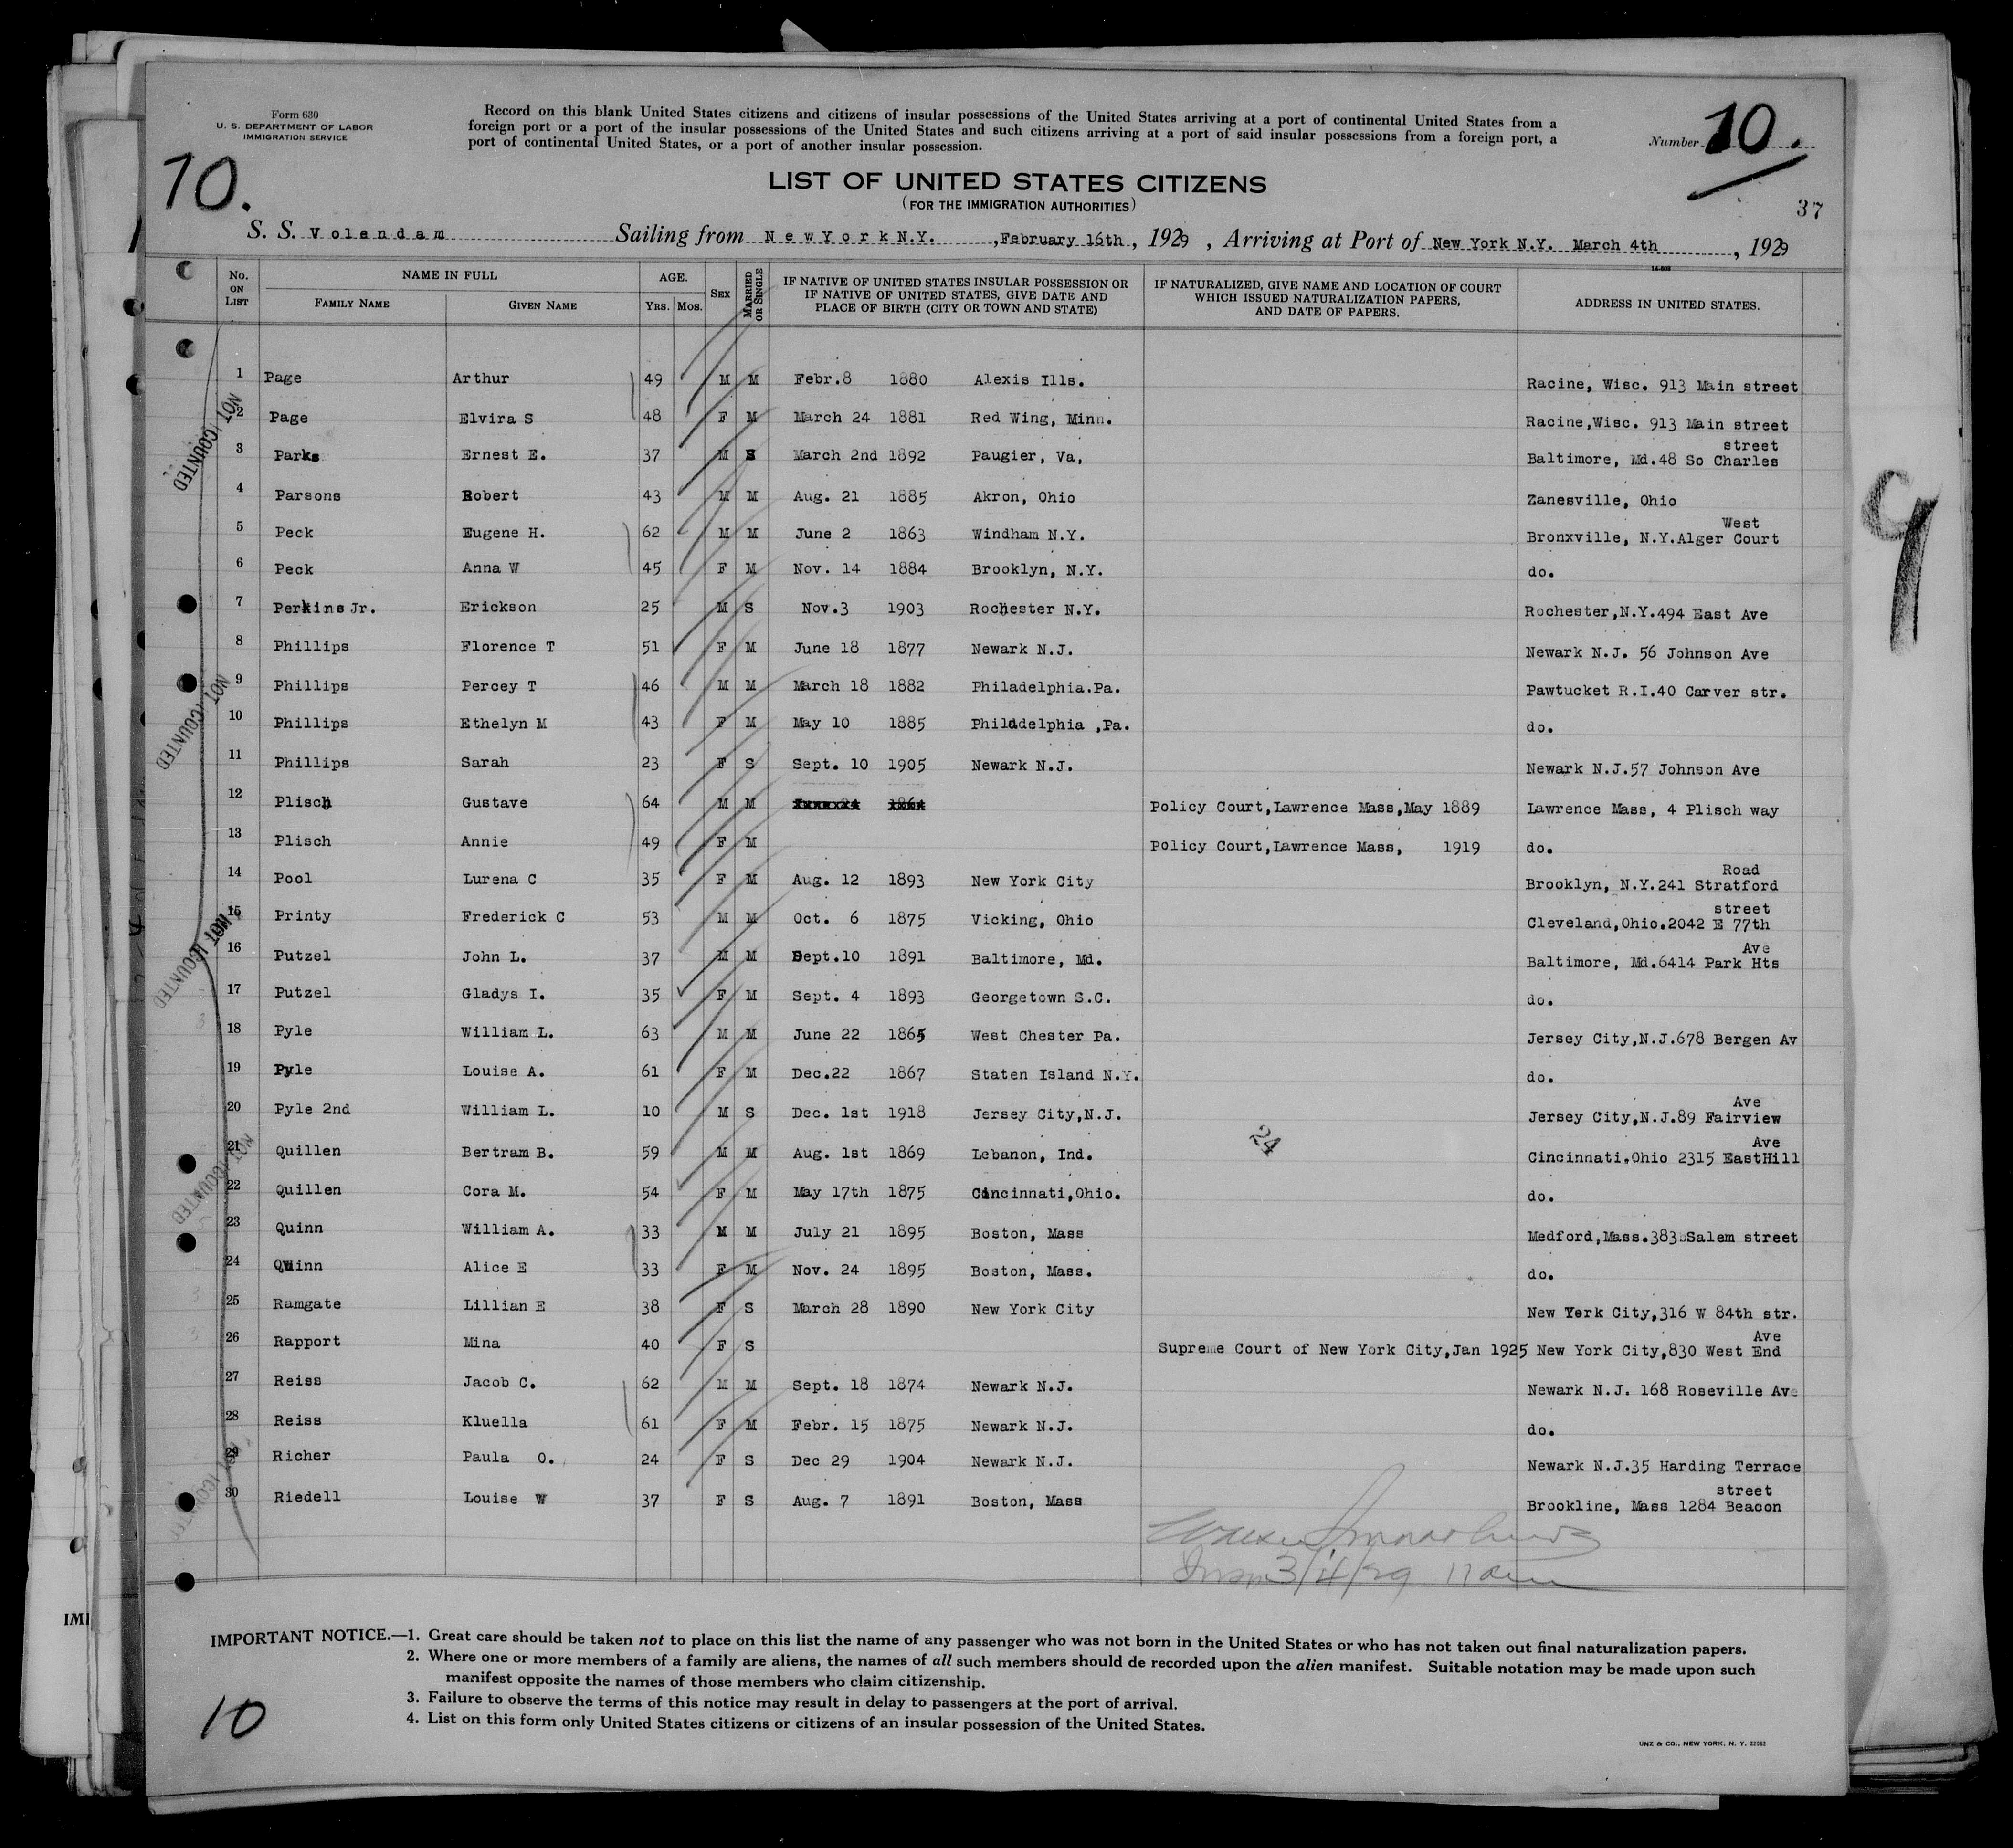 Form 630
U. S. DEPARTMENT OF LABOR
IMMIGRATION SERVICE
Record on this blank United States citizens and citizens of insular possessions of the United States arriving at a port of continental United States from a
foreign port or a port of the insular possessions of the United States and such citizens arriving at a port of said insular possessions from a foreign port, a
port of continental United States, or a port of another insular possession.
Number 10.
10.
LIST OF UNITED STATES CITIZENS
(FOR THE IMMIGRATION AUTHORITIES)
37
S. S. Volendam Sailing from New York N.Y. , February 16th, 1929 , Arriving at Port of New York N.Y. March 4th , 1929
No. ON LIST NAME IN FULL FAMILY NAME GIVEN NAME AGE. YRS. MOS. SEX MARRIED OR SINGLE IF NATIVE OF UNITED STATES INSULAR POSSESSION OR IF NATIVE OF UNITED STATES, GIVE DATE AND PLACE OF BIRTH (CITY OR TOWN AND STATE) IF NATURALIZED, GIVE NAME AND LOCATION OF COURT WHICH ISSUED NATURALIZATION PAPERS, AND DATE OF PAPERS. ADDRESS IN UNITED STATES.
1 Page Arthur 49 M M Febr.8 1880 Alexis Ills. Racine, Wisc. 913 Main street
2 Page Elvira S 48 F M March 24 1881 Red Wing, Minn. Racine,Wisc. 913 Main street
3 Parks Ernest E. 37 M S March 2nd 1892 Paugier, Va, Baltimore, Md.48 So Charles street
4 Parsons Robert 43 M M Aug. 21 1885 Akron, Ohio Zanesville, Ohio
5 Peck Eugene H. 62 M M June 2 1863 Windham N.Y. Bronxville, N.Y.Alger Court West
6 Peck Anna W 45 F M Nov. 14 1884 Brooklyn, N.Y. do.
7 Perkins Jr. Erickson 25 M S Nov.3 1903 Rochester N.Y. Rochester,N.Y.494 East Ave
8 Phillips Florence T 51 F M June 18 1877 Newark N.J. Newark N.J. 56 Johnson Ave
9 Phillips Percey T 46 M M March 18 1882 Philadelphia.Pa. Pawtucket R.I.40 Carver str.
10 Phillips Ethelyn M 43 F M May 10 1885 Philadelphia ,Pa. do.
11 Phillips Sarah 23 F S Sept. 10 1905 Newark N.J. Newark N.J.57 Johnson Ave
12 Plisch Gustave 64 M M Policy Court,Lawrence Mass,May 1889 Lawrence Mass, 4 Plisch way
13 Plisch Annie 49 F M Policy Court,Lawrence Mass, 1919 do.
14 Pool Lurena C 35 F M Aug. 12 1893 New York City Brooklyn, N.Y.241 Stratford Road
15 Printy Frederick C 53 M M Oct. 6 1875 Vicking, Ohio Cleveland,Ohio.2042 E 77th street
16 Putzel John L. 37 M M Sept.10 1891 Baltimore, Md. Baltimore, Md.6414 Park Hts Ave
17 Putzel Gladys I. 35 F M Sept. 4 1893 Georgetown S.C. do.
18 Pyle William L. 63 M M June 22 1865 West Chester Pa. Jersey City,N.J.678 Bergen Av
19 Pyle Louise A. 61 F M Dec.22 1867 Staten Island N.Y. do.
20 Pyle 2nd William L. 10 M S Dec. 1st 1918 Jersey City,N.J. Jersey City,N.J.89 Fairview Ave
21 Quillen Bertram B. 59 M M Aug. 1st 1869 Lebanon, Ind. 24 Cincinnati,Ohio 2315 EastHill Ave
22 Quillen Cora M. 54 F M May 17th 1875 Cincinnati,Ohio. do.
23 Quinn William A. 33 M M July 21 1895 Boston, Mass Medford,Mass.383 Salem street
24 Quinn Alice E 33 F M Nov. 24 1895 Boston, Mass. do.
25 Ramgate Lillian E 38 F S March 28 1890 New York City New York City,316 W 84th str.
26 Rapport Mina 40 F S Supreme Court of New York City,Jan 1925 New York City,830 West End Ave
27 Reiss Jacob C. 62 M M Sept. 18 1874 Newark N.J. Newark N.J. 168 Roseville Ave
28 Reiss Kluella 61 F M Febr. 15 1875 Newark N.J. do.
29 Richer Paula O. 24 F S Dec 29 1904 Newark N.J. Newark N.J.35 Harding Terrace
30 Riedell Louise W 37 F S Aug. 7 1891 Boston, Mass Brookline, Mass 1284 Beacon street
NOT COUNTED
NOT COUNTED
NOT COUNTED
NOT COUNTED
3/4/29 11 am
IMPORTANT NOTICE.—1. Great care should be taken not to place on this list the name of any passenger who was not born in the United States or who has not taken out final naturalization papers.
2. Where one or more members of a family are aliens, the names of all such members should de recorded upon the alien manifest. Suitable notation may be made upon such
manifest opposite the names of those members who claim citizenship.
3. Failure to observe the terms of this notice may result in delay to passengers at the port of arrival.
4. List on this form only United States citizens or citizens of an insular possession of the United States.
10
UNZ & CO., NEW YORK, N. Y. 22062
9